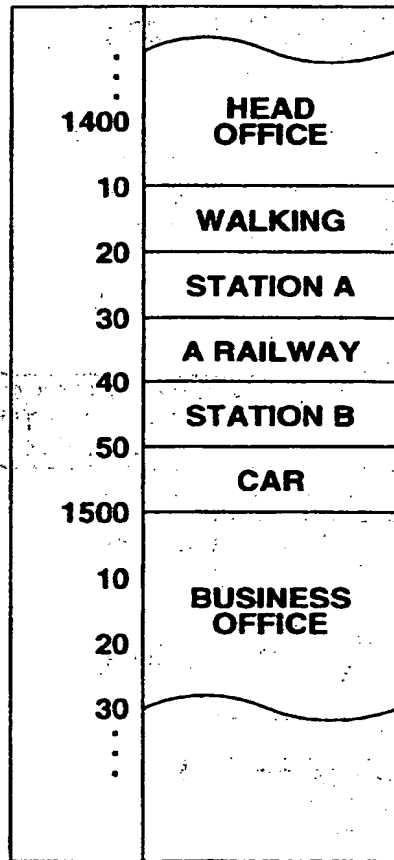 1400
HEAD
OFFICE
10
WALKING
20
STATION A
30
A RAILWAY
40
STATION B
50
CAR
1500
10
BUSINESS
OFFICE
20
30